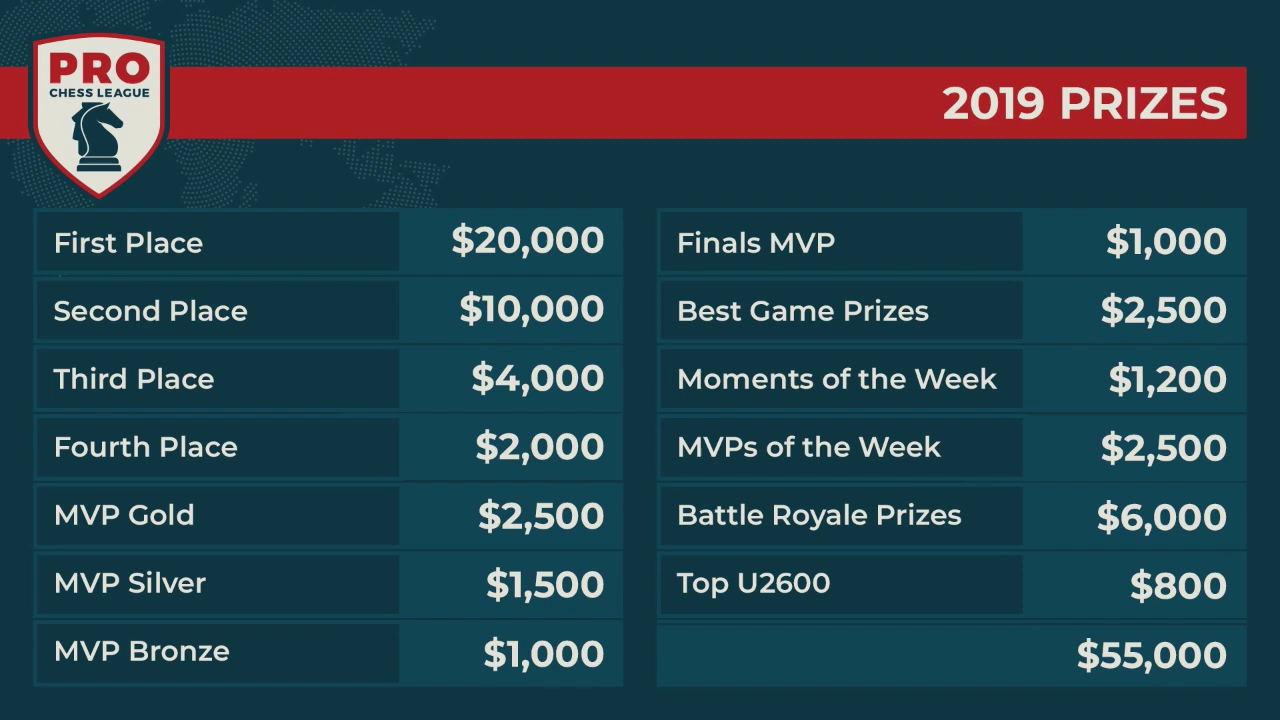 PRO
CHESS LEAGUE
2019 PRIZES
First Place $20,000
Second Place $10,000
Third Place $4,000
Fourth Place $2,000
MVP Gold $2,500
MVP Silver $1,500
MVP Bronze $1,000
Finals MVP $1,000
Best Game Prizes $2,500
Moments of the Week $1,200
MVPs of the Week $2,500
Battle Royale Prizes $6,000
Top U2600 $800
$55,000